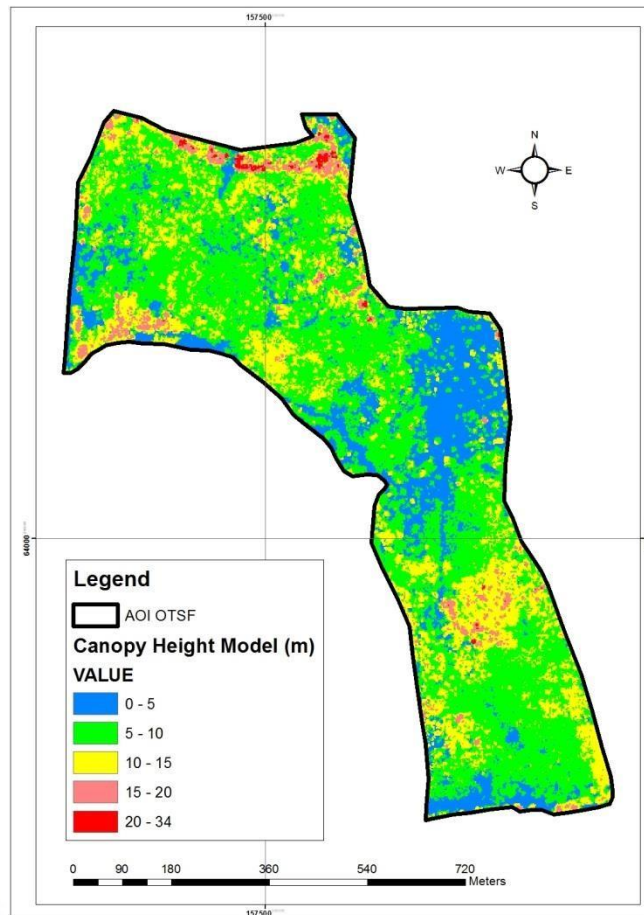 157500
N
W E
S
64000
Legend
AOI OTSF
Canopy Height Model (m)
VALUE
0 - 5
5 - 10
10 - 15
15 - 20
20 - 34
0 90 180 360 540 720
Meters
157500